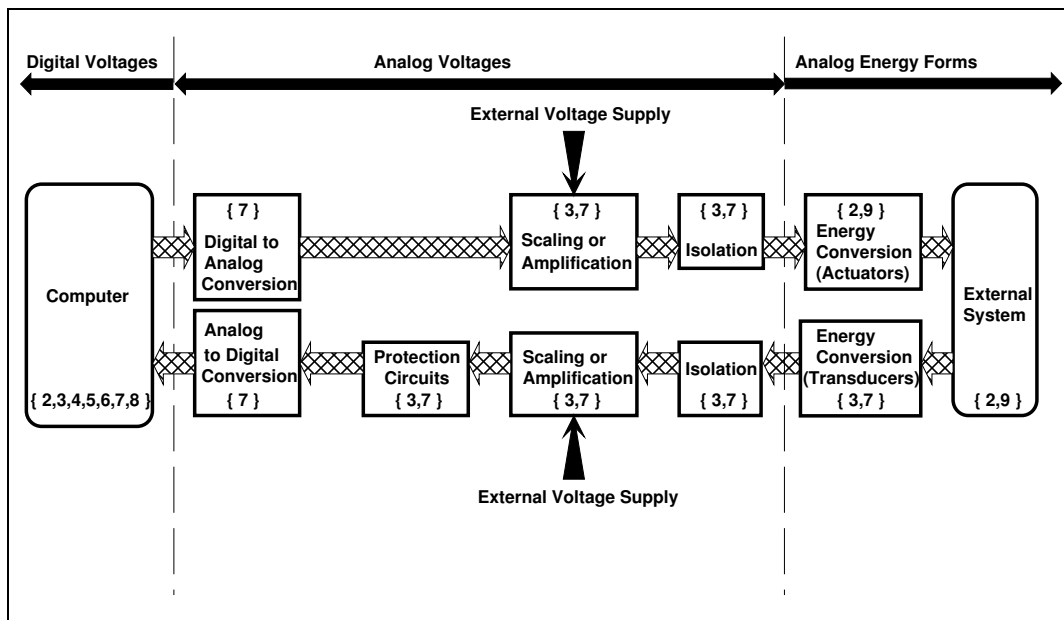 Digital Voltages
Analog Voltages
Analog Energy Forms
External Voltage Supply
Computer
{ 2,3,4,5,6,7,8 }
{ 7 }
Digital to
Analog
Conversion
{ 3,7 }
Scaling or
Amplification
{ 3,7 }
Isolation
{ 2,9 }
Energy
Conversion
(Actuators)
External
System
{ 2,9 }
Analog
to Digital
Conversion
{ 7 }
Protection
Circuits
{ 3,7 }
Scaling or
Amplification
{ 3,7 }
Isolation
{ 3,7 }
Energy
Conversion
(Transducers)
{ 3,7 }
External Voltage Supply